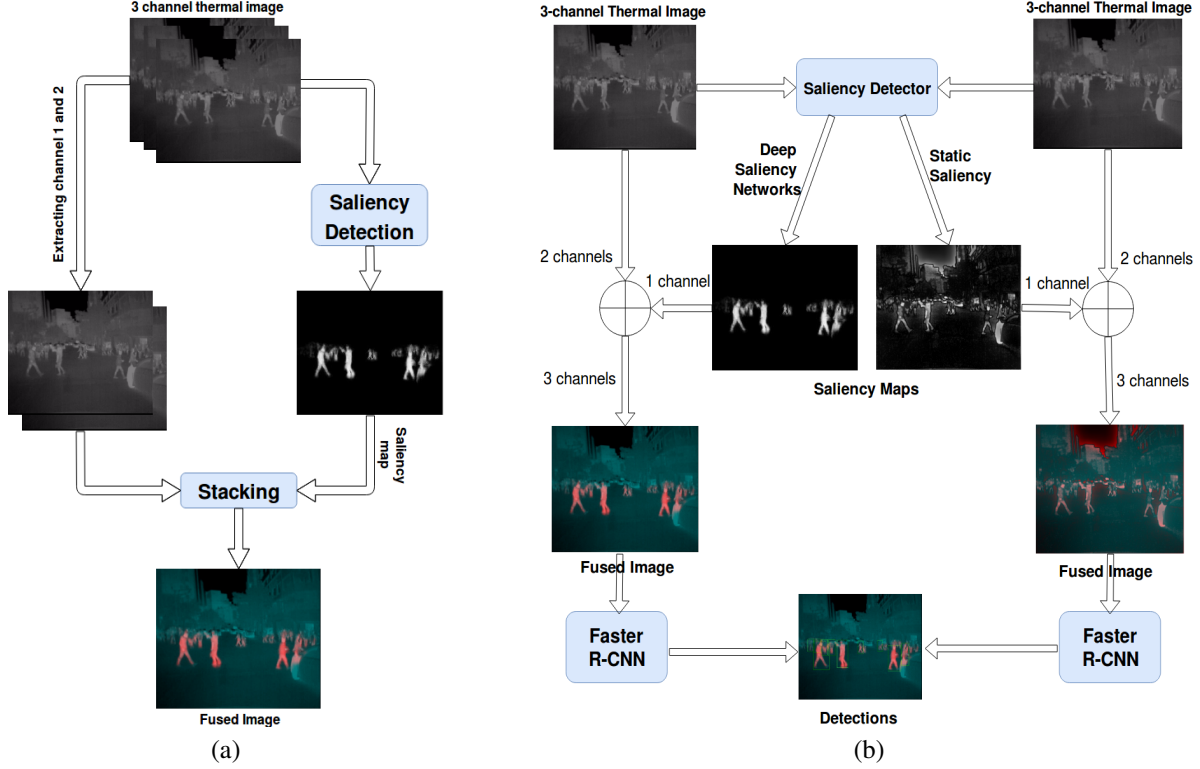 3 channel thermal image
Extracting channel 1 and 2
Saliency
Detection
Saliency
map
Stacking
Fused Image
(a)
3-channel Thermal Image
3-channel Thermal Image
Saliency Detector
Deep
Saliency
Networks
Static
Saliency
2 channels
1 channel
1 channel
2 channels
Saliency Maps
3 channels
3 channels
Fused Image
Fused Image
Faster
R-CNN
Faster
R-CNN
Detections
(b)